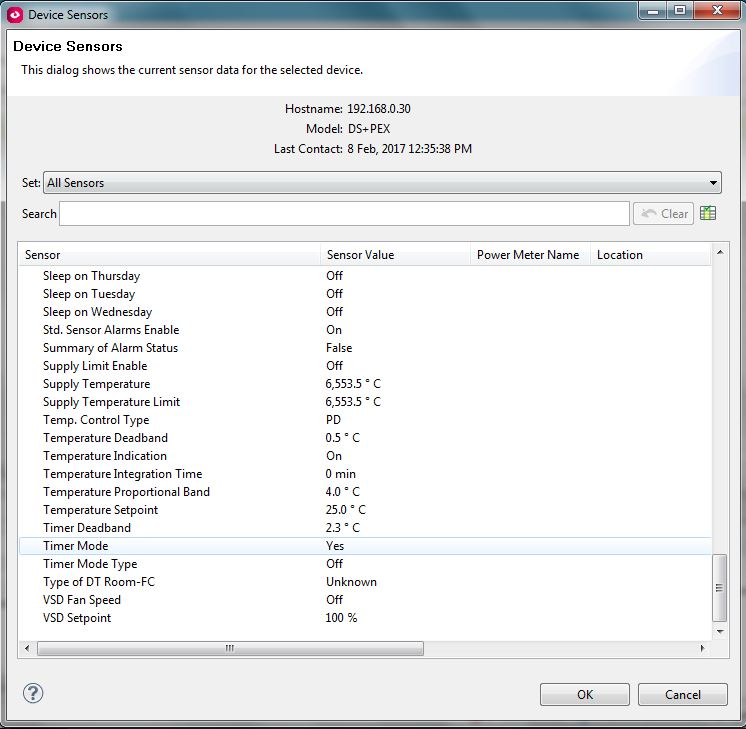 Device Sensors
Device Sensors
This dialog shows the current sensor data for the selected device.
Hostname: 192.168.0.30
Model: DS+PEX
Last Contact: 8 Feb, 2017 12:35:38 PM
Set: All Sensors
Search Clear
Sensor Sensor Value Power Meter Name Location
Sleep on Thursday Off
Sleep on Tuesday Off
Sleep on Wednesday Off
Std. Sensor Alarms Enable On
Summary of Alarm Status False
Supply Limit Enable Off
Supply Temperature 6,553.5 ° C
Supply Temperature Limit 6,553.5 ° C
Temp. Control Type PD
Temperature Deadband 0.5 ° C
Temperature Indication On
Temperature Integration Time 0 min
Temperature Proportional Band 4.0 ° C
Temperature Setpoint 25.0 ° C
Timer Deadband 2.3 ° C
Timer Mode Yes
Timer Mode Type Off
Type of DT Room-FC Unknown
VSD Fan Speed Off
VSD Setpoint 100 %
? OK Cancel